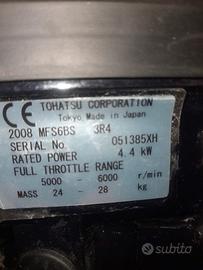 CE TOHATSU CORPORATION
Tokyo Made in Japan
2008 MFS6BS 3R4
SERIAL No. 051385XH
RATED POWER 4.4 kW
FULL THROTTLE RANGE
5000 - 6000 r/min
MASS 24 - 28 kg
subito